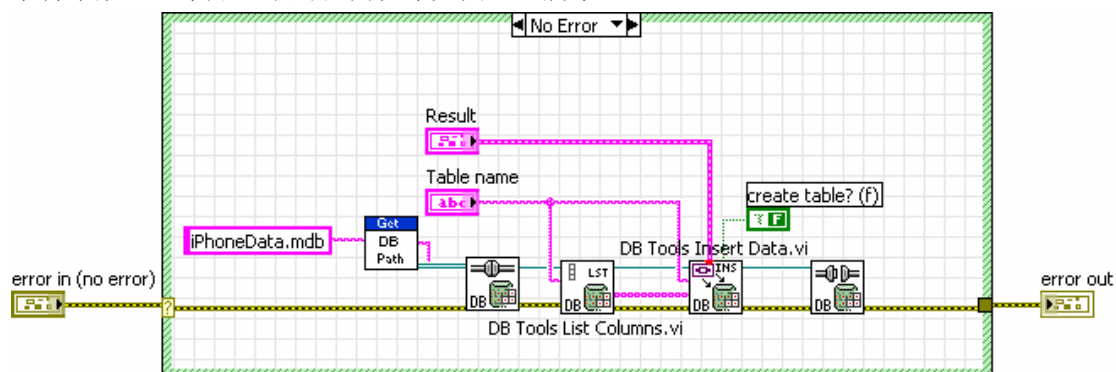 No Error
Result
Table name
abc
create table? (f)
F
Get
DB
Path
iPhoneData.mdb
DB Tools Insert Data.vi
LST
INS
DB
DB
DB
DB
error in (no error)
?
error out
DB Tools List Columns.vi